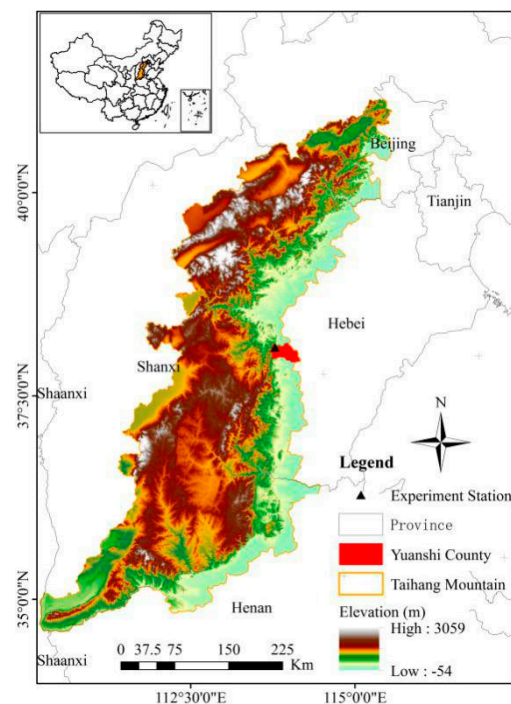 Beijing
Tianjin
Hebei
Shanxi
Shaanxi
Henan
Shaanxi
40°0'0"N
37°30'0"N
35°0'0"N
112°30'0"E
115°0'0"E
N
Legend
Experiment Station
Province
Yuanshi County
Taihang Mountain
Elevation (m)
High : 3059
Low : -54
0 37.5 75 150 225
Km